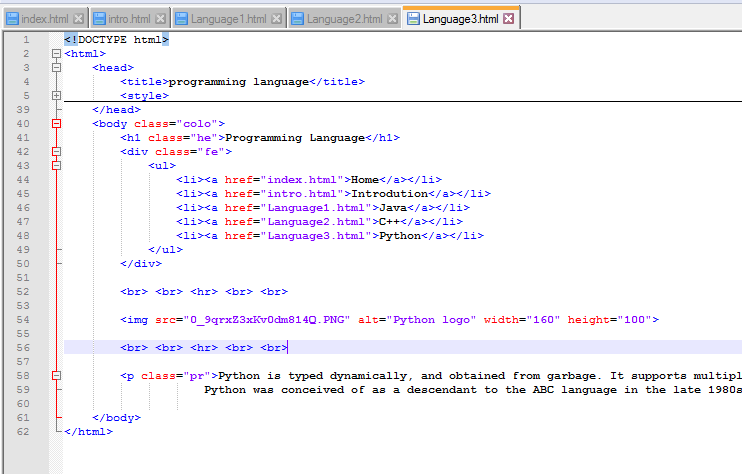 index.html intro.html Language1.html Language2.html Language3.html
1 <!DOCTYPE html>
2 <html>
3 <head>
4 <title>programming language</title>
5 <style>
39 </head>
40 <body class="colo">
41 <h1 class="he">Programming Language</h1>
42 <div class="fe">
43 <ul>
44 <li><a href="index.html">Home</a></li>
45 <li><a href="intro.html">Introdution</a></li>
46 <li><a href="Language1.html">Java</a></li>
47 <li><a href="Language2.html">C++</a></li>
48 <li><a href="Language3.html">Python</a></li>
49 </ul>
50 </div>
51
52 <br> <br> <hr> <br> <br>
53
54 <img src="0_9qrxZ3xKv0dm814Q.PNG" alt="Python logo" width="160" height="100">
55
56 <br> <br> <hr> <br> <br>
57
58 <p class="pr">Python is typed dynamically, and obtained from garbage. It supports multipl
59 Python was conceived of as a descendant to the ABC language in the late 1980s
60
61 </body>
62 </html>